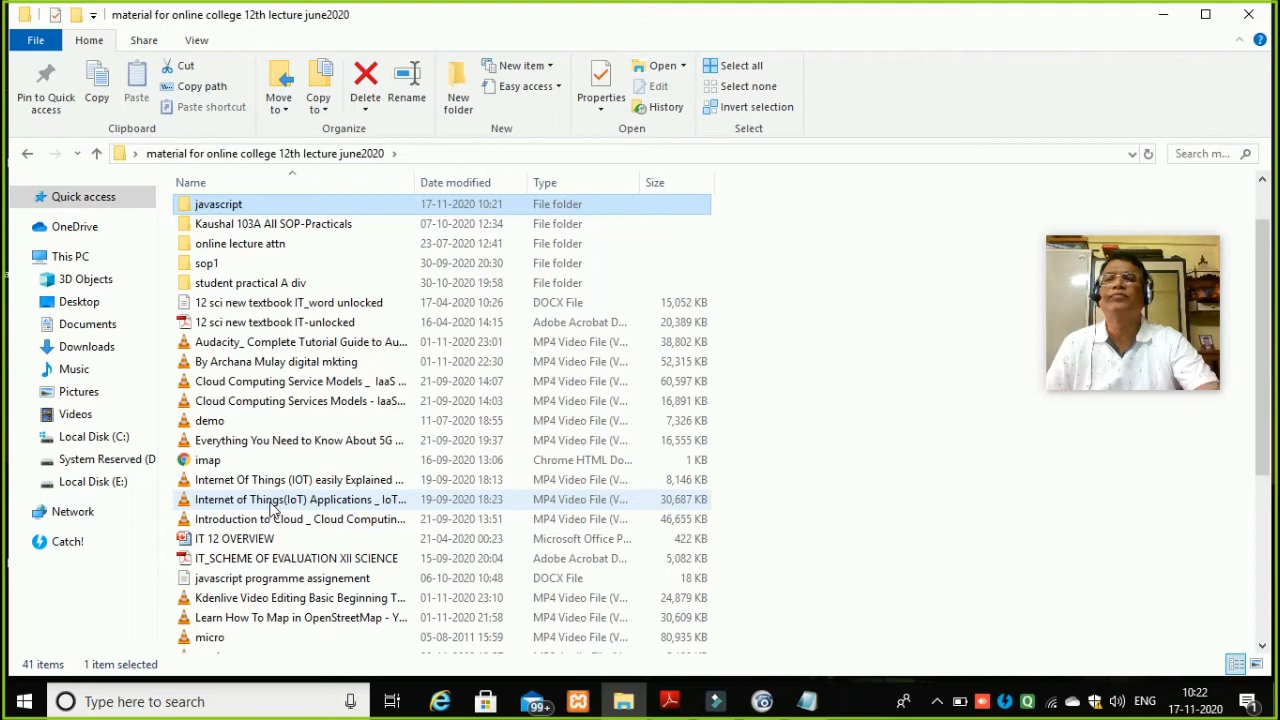 material for online college 12th lecture june2020
File Home Share View
Pin to Quick access
Copy
Paste
Cut
Copy path
Paste shortcut
Clipboard
Move to
Copy to
Delete
Rename
Organize
New folder
New item
Easy access
New
Properties
Open
Edit
History
Open
Select all
Select none
Invert selection
Select
material for online college 12th lecture june2020
Search m...
Quick access
OneDrive
This PC
3D Objects
Desktop
Documents
Downloads
Music
Pictures
Videos
Local Disk (C:)
System Reserved (D
Local Disk (E:)
Network
Catch!
Name Date modified Type Size
javascript 17-11-2020 10:21 File folder
Kaushal 103A All SOP-Practicals 07-10-2020 12:34 File folder
online lecture attn 23-07-2020 12:41 File folder
sop1 30-09-2020 20:30 File folder
student practical A div 30-10-2020 19:58 File folder
12 sci new textbook IT_word unlocked 17-04-2020 10:26 DOCX File 15,052 KB
12 sci new textbook IT-unlocked 16-04-2020 14:15 Adobe Acrobat D... 20,389 KB
Audacity_ Complete Tutorial Guide to Au... 01-11-2020 23:01 MP4 Video File (V... 38,802 KB
By Archana Mulay digital mkting 01-11-2020 22:30 MP4 Video File (V... 52,315 KB
Cloud Computing Service Models _ IaaS ... 21-09-2020 14:07 MP4 Video File (V... 60,597 KB
Cloud Computing Services Models - IaaS... 21-09-2020 14:03 MP4 Video File (V... 16,891 KB
demo 11-07-2020 18:55 MP4 Video File (V... 7,326 KB
Everything You Need to Know About 5G ... 21-09-2020 19:37 MP4 Video File (V... 16,555 KB
imap 16-09-2020 13:06 Chrome HTML Do... 1 KB
Internet Of Things (IOT) easily Explained ... 19-09-2020 18:13 MP4 Video File (V... 8,146 KB
Internet of Things(IoT) Applications _ IoT... 19-09-2020 18:23 MP4 Video File (V... 30,687 KB
Introduction to Cloud _ Cloud Computin... 21-09-2020 13:51 MP4 Video File (V... 46,655 KB
IT 12 OVERVIEW 21-04-2020 00:23 Microsoft Office P... 422 KB
IT_SCHEME OF EVALUATION XII SCIENCE 15-09-2020 20:04 Adobe Acrobat D... 5,082 KB
javascript programme assignement 06-10-2020 10:48 DOCX File 18 KB
Kdenlive Video Editing Basic Beginning T... 01-11-2020 23:10 MP4 Video File (V... 24,879 KB
Learn How To Map in OpenStreetMap - Y... 01-11-2020 21:58 MP4 Video File (V... 30,609 KB
micro 05-08-2011 15:59 MP4 Video File (V... 80,935 KB
41 items 1 item selected
Type here to search
99+
ENG
10:22
17-11-2020
1